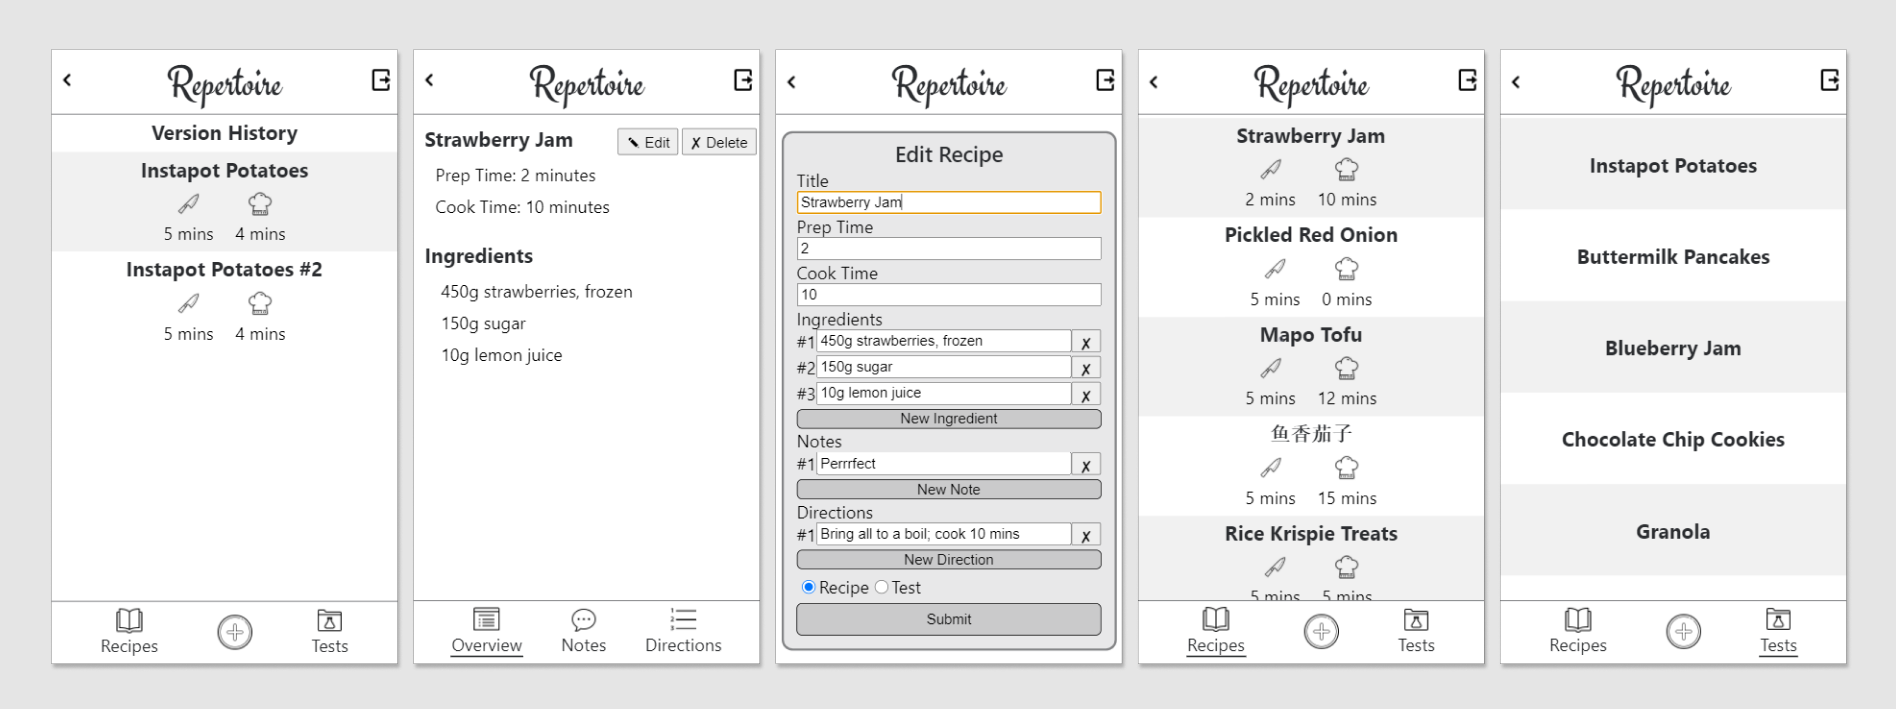 Repertoire
Version History
Instapot Potatoes
5 mins 4 mins
Instapot Potatoes #2
5 mins 4 mins
Recipes
Tests
Repertoire
Strawberry Jam
Edit
✗ Delete
Prep Time: 2 minutes
Cook Time: 10 minutes
Ingredients
450g strawberries, frozen
150g sugar
10g lemon juice
Overview
Notes
Directions
Repertoire
Edit Recipe
Title
Strawberry Jam
Prep Time
2
Cook Time
10
Ingredients
#1 450g strawberries, frozen ✗
#2 150g sugar ✗
#3 10g lemon juice ✗
New Ingredient
Notes
#1 Perrrfect ✗
New Note
Directions
#1 Bring all to a boil; cook 10 mins ✗
New Direction
Recipe Test
Submit
Repertoire
Strawberry Jam
2 mins 10 mins
Pickled Red Onion
5 mins 0 mins
Mapo Tofu
5 mins 12 mins
鱼香茄子
5 mins 15 mins
Rice Krispie Treats
5 mins 5 mins
Recipes
Tests
Repertoire
Instapot Potatoes
Buttermilk Pancakes
Blueberry Jam
Chocolate Chip Cookies
Granola
Recipes
Tests